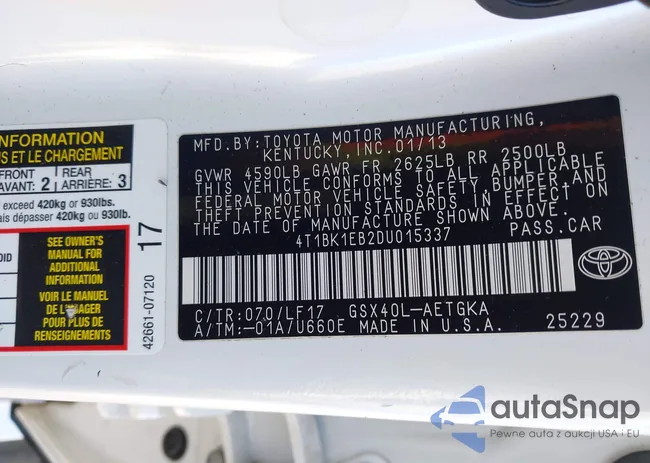 INFORMATION
NS ET LE CHARGEMENT
FRONT
AVANT: 2
REAR
ARRIÈRE: 3
exceed 420kg or 930lbs.
ais dépasser 420kg ou 930lb.
OID
SEE OWNER'S
MANUAL FOR
ADDITIONAL
INFORMATION
VOIR LE MANUEL
DE L'USAGER
POUR PLUS DE
RENSEIGNEMENTS
17
42661-07120
MFD.BY:TOYOTA MOTOR MANUFACTURING,
KENTUCKY,INC.01/13
GVWR 4590LB GAWR FR 2625LB RR 2500LB
THIS VEHICLE CONFORMS TO ALL APPLICABLE
FEDERAL MOTOR VEHICLE SAFETY,BUMPER,AND
THEFT PREVENTION STANDARDS IN EFFECT ON
THE DATE OF MANUFACTURE SHOWN ABOVE.
4T1BK1EB2DU015337 PASS.CAR
C/TR:070/LF17 GSX40L-AETGKA
A/TM:-01A/U660E MADE IN U.S.A. 25229
autaSnap
Pewne auta z aukcji USA i EU